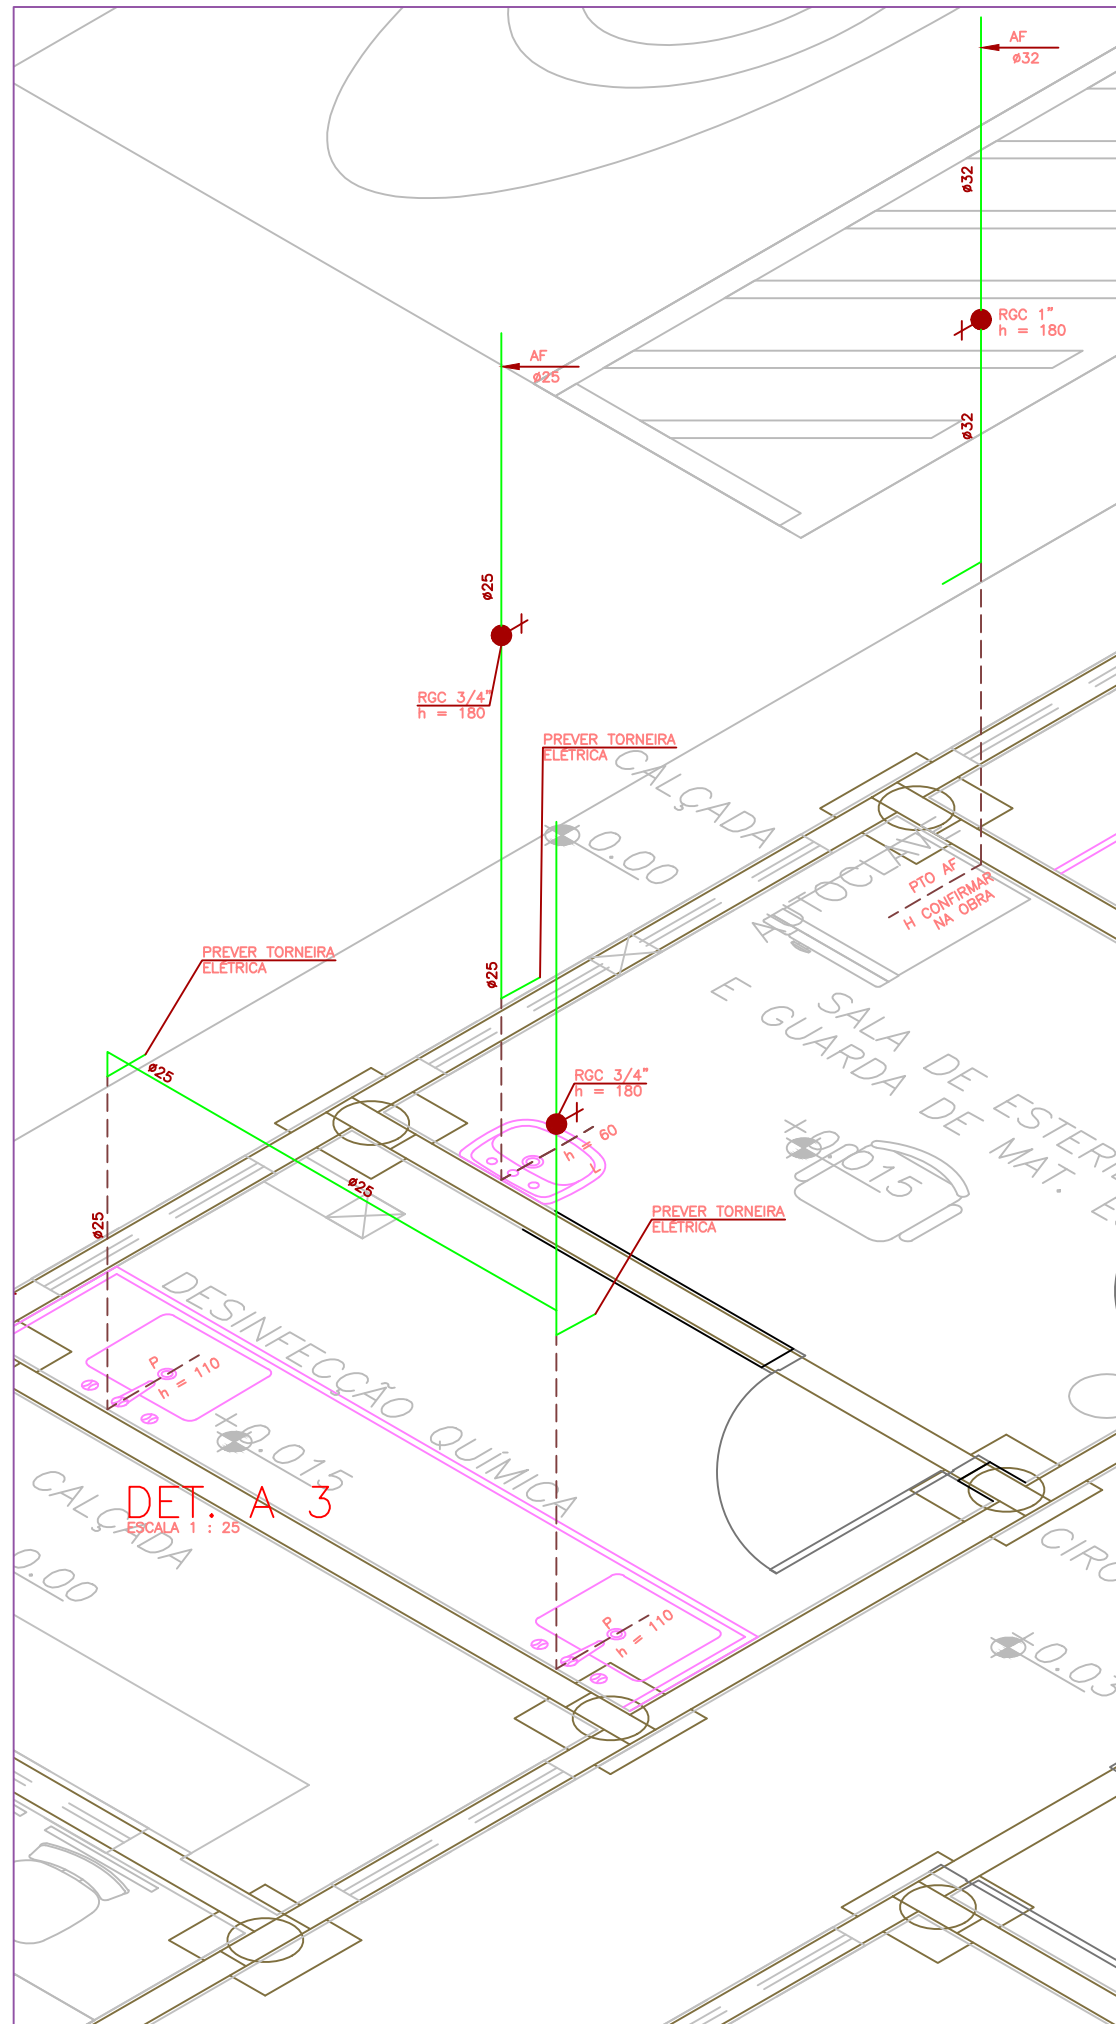 AF
ø32
ø32
RGC 1"
h = 180
AF
ø25
ø32
ø25
RGC 3/4"
h = 180
PREVER TORNEIRA
ELÉTRICA
CALÇADA
0.00
PTO AF
H CONFIRMAR
NA OBRA
PREVER TORNEIRA
ELÉTRICA
ø25
SALA DE
E GUARDA DE MAT.
ø25
RGC 3/4"
h = 180
h = 60
L
+0.015
ø25
ø25
PREVER TORNEIRA
ELÉTRICA
DESINFECÇÃO QUÍMICA
P
h = 110
+0.015
CALÇADA
DET. A 3
ESCALA 1 : 25
0.00
P
h = 110